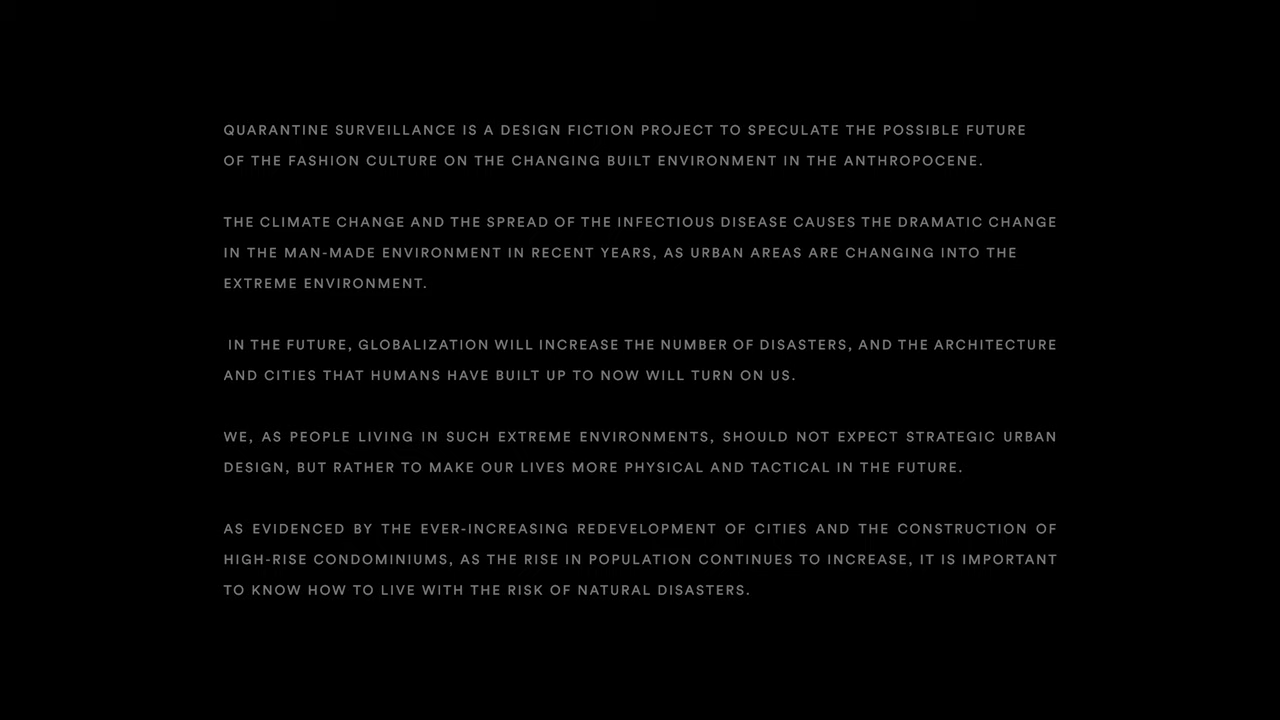 QUARANTINE SURVEILLANCE IS A DESIGN FICTION PROJECT TO SPECULATE THE POSSIBLE FUTURE
OF THE FASHION CULTURE ON THE CHANGING BUILT ENVIRONMENT IN THE ANTHROPOCENE.
THE CLIMATE CHANGE AND THE SPREAD OF THE INFECTIOUS DISEASE CAUSES THE DRAMATIC CHANGE
IN THE MAN-MADE ENVIRONMENT IN RECENT YEARS, AS URBAN AREAS ARE CHANGING INTO THE
EXTREME ENVIRONMENT.
IN THE FUTURE, GLOBALIZATION WILL INCREASE THE NUMBER OF DISASTERS, AND THE ARCHITECTURE
AND CITIES THAT HUMANS HAVE BUILT UP TO NOW WILL TURN ON US.
WE, AS PEOPLE LIVING IN SUCH EXTREME ENVIRONMENTS, SHOULD NOT EXPECT STRATEGIC URBAN
DESIGN, BUT RATHER TO MAKE OUR LIVES MORE PHYSICAL AND TACTICAL IN THE FUTURE.
AS EVIDENCED BY THE EVER-INCREASING REDEVELOPMENT OF CITIES AND THE CONSTRUCTION OF
HIGH-RISE CONDOMINIUMS, AS THE RISE IN POPULATION CONTINUES TO INCREASE, IT IS IMPORTANT
TO KNOW HOW TO LIVE WITH THE RISK OF NATURAL DISASTERS.